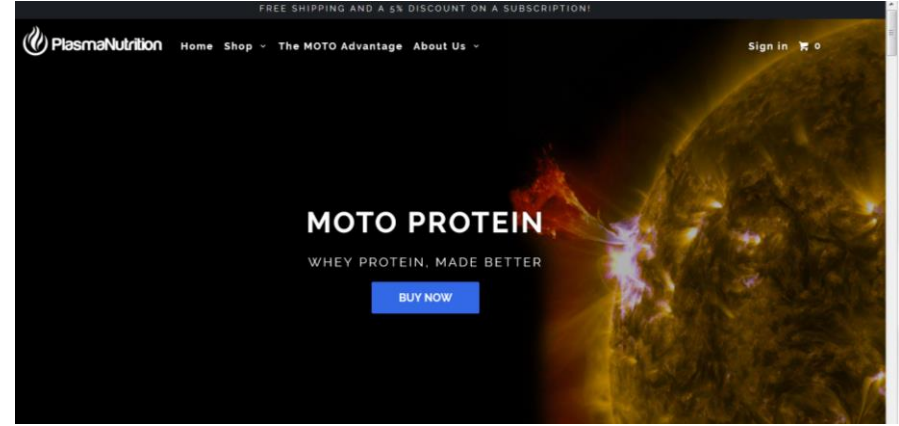 FREE SHIPPING AND A 5% DISCOUNT ON A SUBSCRIPTION!
PlasmaNutrition Home Shop The MOTO Advantage About Us Sign in 0
MOTO PROTEIN
WHEY PROTEIN, MADE BETTER
BUY NOW